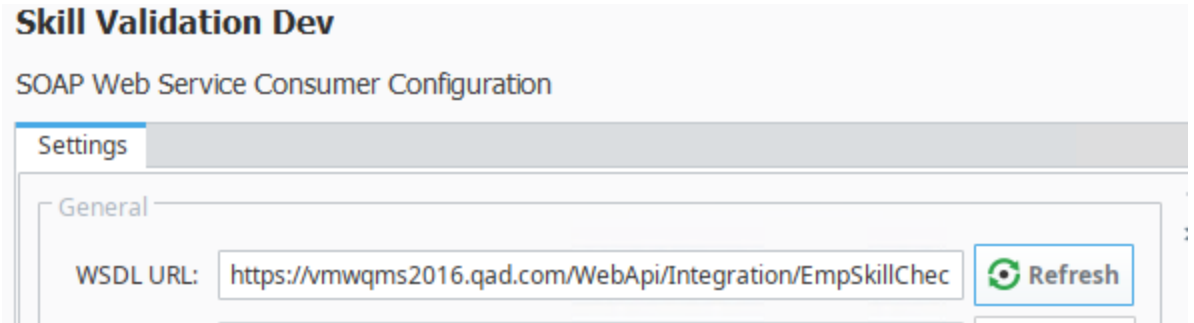 Skill Validation Dev
SOAP Web Service Consumer Configuration
Settings
General
WSDL URL: https://vmwqms2016.qad.com/WebApi/Integration/EmpSkillChec Refresh